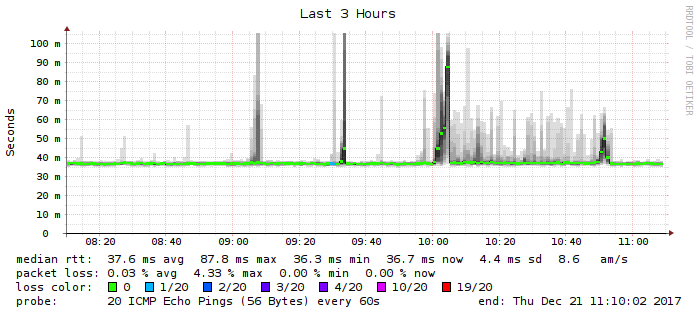 Last 3 Hours
RRDTOOL / TOBI OETIKER
Seconds
100 m
90 m
80 m
70 m
60 m
50 m
40 m
30 m
20 m
10 m
0
08:20 08:40 09:00 09:20 09:40 10:00 10:20 10:40 11:00
median rtt: 37.6 ms avg 87.8 ms max 36.3 ms min 36.7 ms now 4.4 ms sd 8.6 am/s
packet loss: 0.03 % avg 4.33 % max 0.00 % min 0.00 % now
loss color: 0 1/20 2/20 3/20 4/20 10/20 19/20
probe: 20 ICMP Echo Pings (56 Bytes) every 60s end: Thu Dec 21 11:10:02 2017